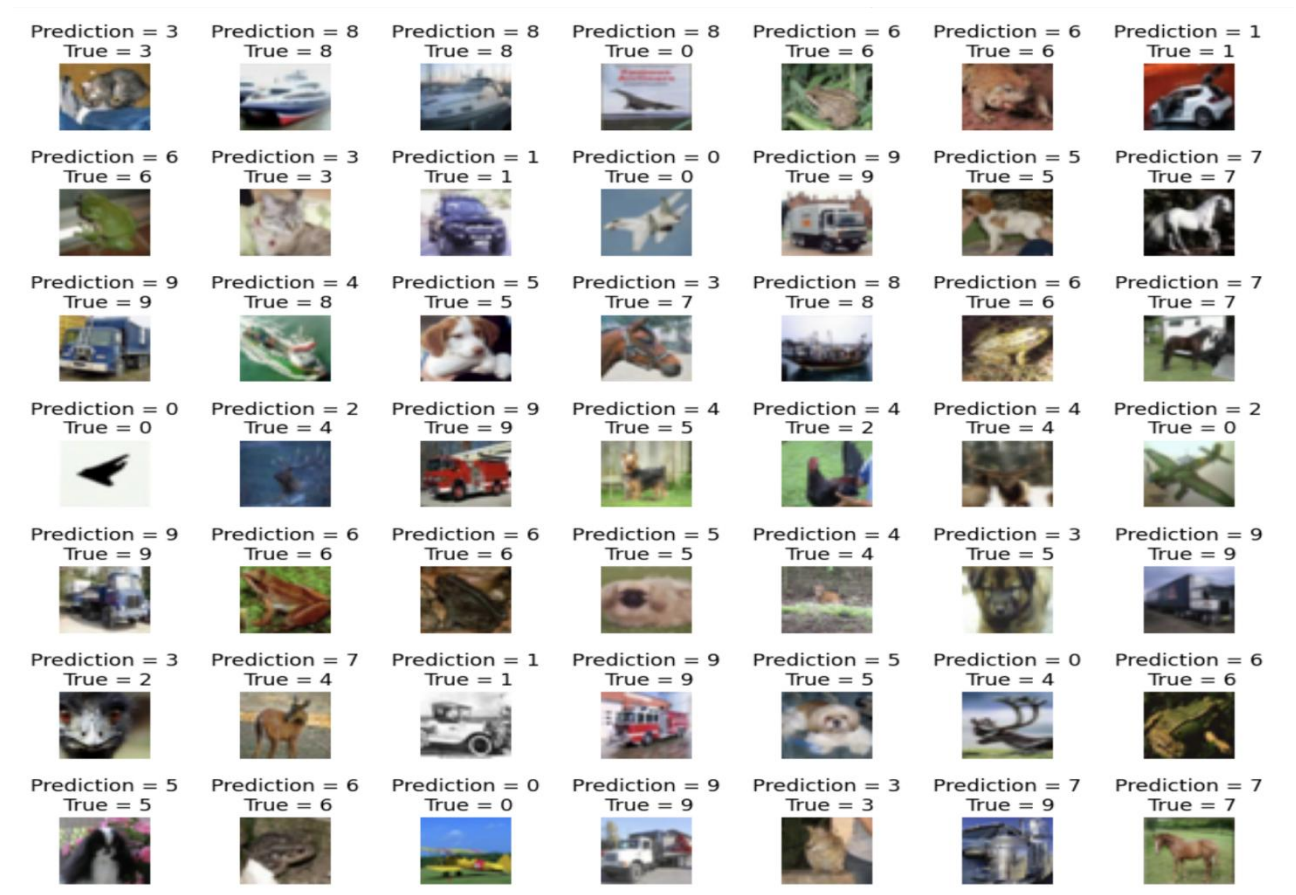 Prediction = 3 Prediction = 8 Prediction = 8 Prediction = 8 Prediction = 6 Prediction = 6 Prediction = 1
True = 3 True = 8 True = 8 True = 0 True = 6 True = 6 True = 1
Prediction = 6 Prediction = 3 Prediction = 1 Prediction = 0 Prediction = 9 Prediction = 5 Prediction = 7
True = 6 True = 3 True = 1 True = 0 True = 9 True = 5 True = 7
Prediction = 9 Prediction = 4 Prediction = 5 Prediction = 3 Prediction = 8 Prediction = 6 Prediction = 7
True = 9 True = 8 True = 5 True = 7 True = 8 True = 6 True = 7
Prediction = 0 Prediction = 2 Prediction = 9 Prediction = 4 Prediction = 4 Prediction = 4 Prediction = 2
True = 0 True = 4 True = 9 True = 5 True = 2 True = 4 True = 0
Prediction = 9 Prediction = 6 Prediction = 6 Prediction = 5 Prediction = 4 Prediction = 3 Prediction = 9
True = 9 True = 6 True = 6 True = 5 True = 4 True = 5 True = 9
Prediction = 3 Prediction = 7 Prediction = 1 Prediction = 9 Prediction = 5 Prediction = 0 Prediction = 6
True = 2 True = 4 True = 1 True = 9 True = 5 True = 4 True = 6
Prediction = 5 Prediction = 6 Prediction = 0 Prediction = 9 Prediction = 3 Prediction = 7 Prediction = 7
True = 5 True = 6 True = 0 True = 9 True = 3 True = 9 True = 7